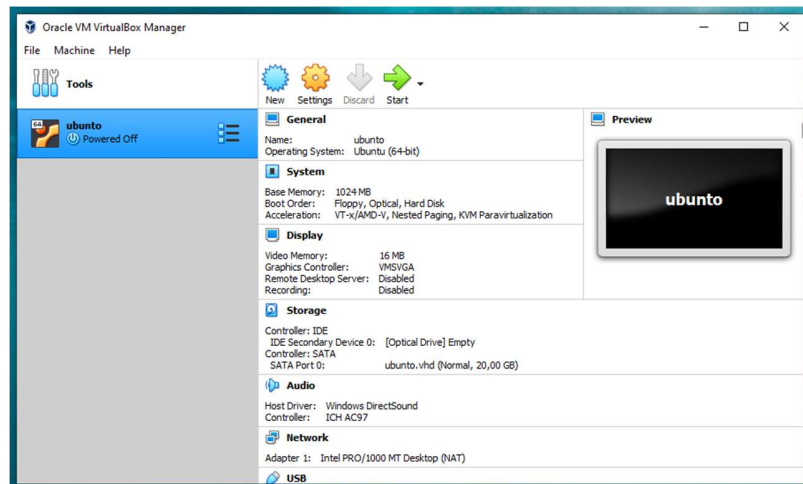 Oracle VM VirtualBox Manager
File Machine Help
Tools
New Settings Discard Start
64
ubunto
Powered Off
General
Name: ubunto
Operating System: Ubuntu (64-bit)
Preview
ubunto
System
Base Memory: 1024 MB
Boot Order: Floppy, Optical, Hard Disk
Acceleration: VT-x/AMD-V, Nested Paging, KVM Paravirtualization
Display
Video Memory: 16 MB
Graphics Controller: VMSVGA
Remote Desktop Server: Disabled
Recording: Disabled
Storage
Controller: IDE
IDE Secondary Device 0: [Optical Drive] Empty
Controller: SATA
SATA Port 0: ubunto.vhd (Normal, 20,00 GB)
Audio
Host Driver: Windows DirectSound
Controller: ICH AC97
Network
Adapter 1: Intel PRO/1000 MT Desktop (NAT)
USB